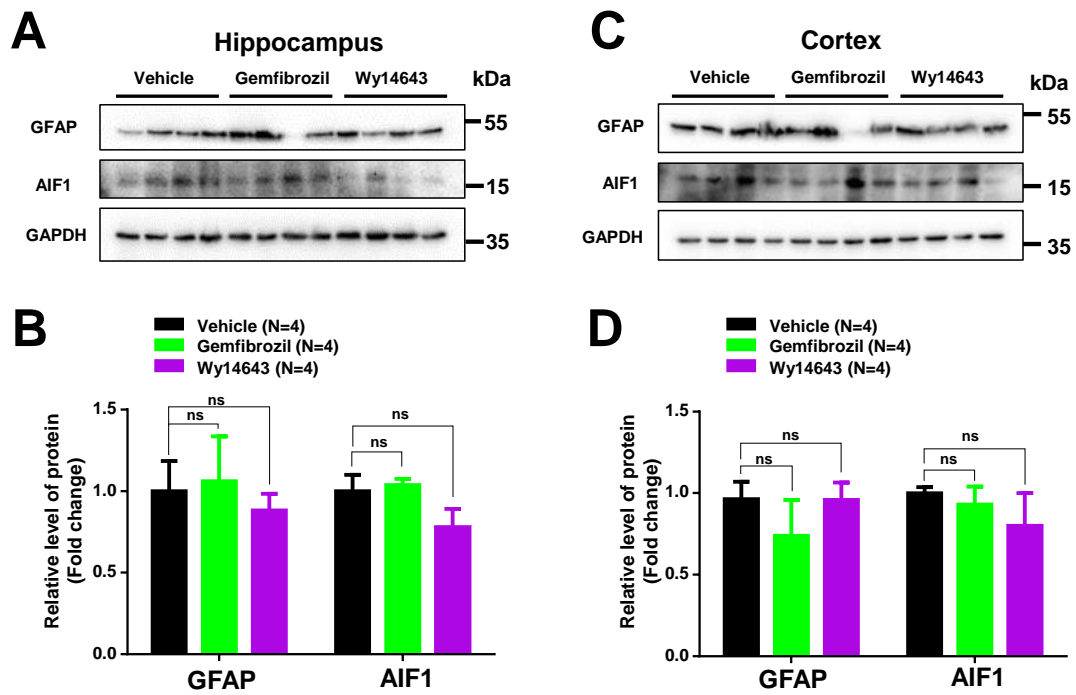 A
Hippocampus
Vehicle Gemfibrozil Wy14643 kDa
GFAP 55
AIF1 15
GAPDH 35
C
Cortex
Vehicle Gemfibrozil Wy14643 kDa
GFAP 55
AIF1 15
GAPDH 35
B
Vehicle (N=4)
Gemfibrozil (N=4)
Wy14643 (N=4)
Relative level of protein
(Fold change)
1.5
1.0
0.5
0.0
ns
ns
ns
ns
GFAP AIF1
D
Vehicle (N=4)
Gemfibrozil (N=4)
Wy14643 (N=4)
Relative level of protein
(Fold change)
1.5
1.0
0.5
0.0
ns
ns
ns
ns
GFAP AIF1